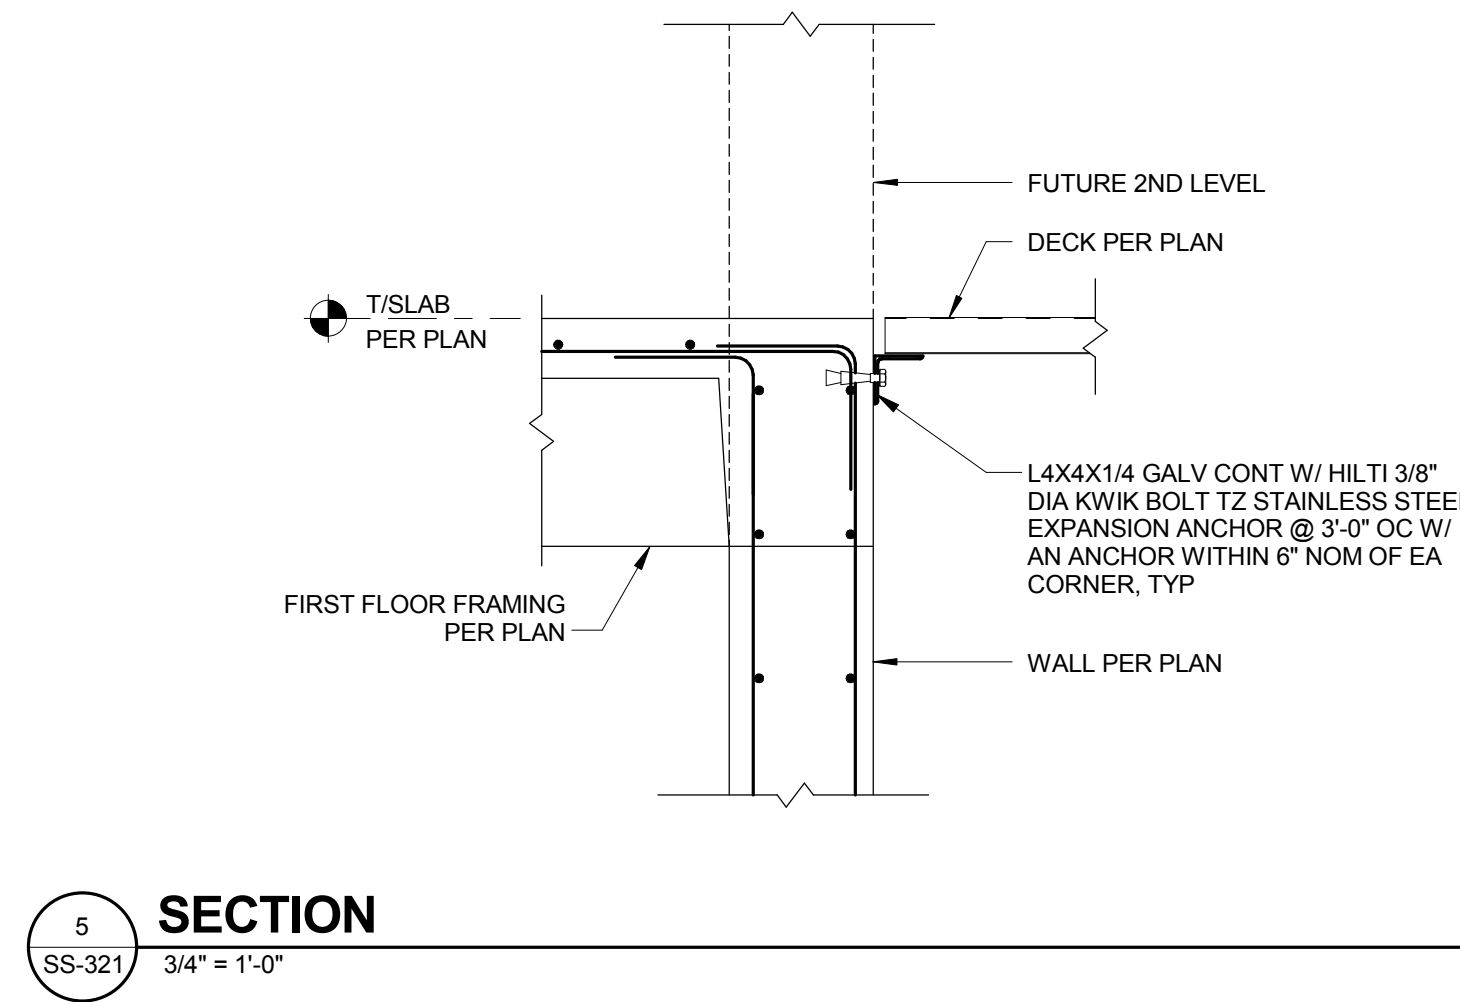 FUTURE 2ND LEVEL
DECK PER PLAN
T/SLAB
PER PLAN
L4X4X1/4 GALV CONT W/ HILTI 3/8"
DIA KWIK BOLT TZ STAINLESS STEEL
EXPANSION ANCHOR @ 3'-0" OC W/
AN ANCHOR WITHIN 6" NOM OF EA
CORNER, TYP
FIRST FLOOR FRAMING
PER PLAN
WALL PER PLAN
5
SECTION
SS-321
3/4" = 1'-0"